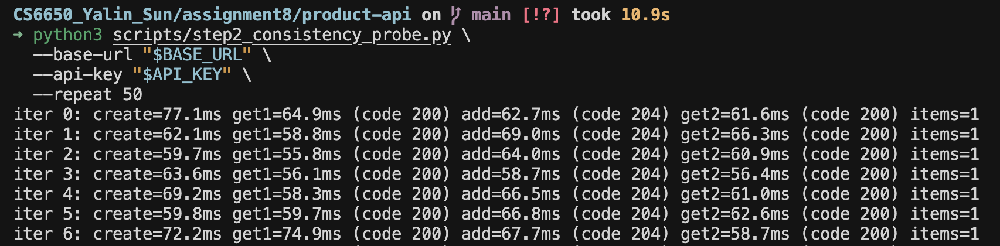 CS6650_Yalin_Sun/assignment8/product-api on main [!?] took 10.9s
→ python3 scripts/step2_consistency_probe.py \
--base-url "$BASE_URL" \
--api-key "$API_KEY" \
--repeat 50
iter 0: create=77.1ms get1=64.9ms (code 200) add=62.7ms (code 204) get2=61.6ms (code 200) items=1
iter 1: create=62.1ms get1=58.8ms (code 200) add=69.0ms (code 204) get2=66.3ms (code 200) items=1
iter 2: create=59.7ms get1=55.8ms (code 200) add=64.0ms (code 204) get2=60.9ms (code 200) items=1
iter 3: create=63.6ms get1=56.1ms (code 200) add=58.7ms (code 204) get2=56.4ms (code 200) items=1
iter 4: create=69.2ms get1=58.3ms (code 200) add=66.5ms (code 204) get2=61.0ms (code 200) items=1
iter 5: create=59.8ms get1=59.7ms (code 200) add=66.8ms (code 204) get2=62.6ms (code 200) items=1
iter 6: create=72.2ms get1=74.9ms (code 200) add=67.7ms (code 204) get2=58.7ms (code 200) items=1